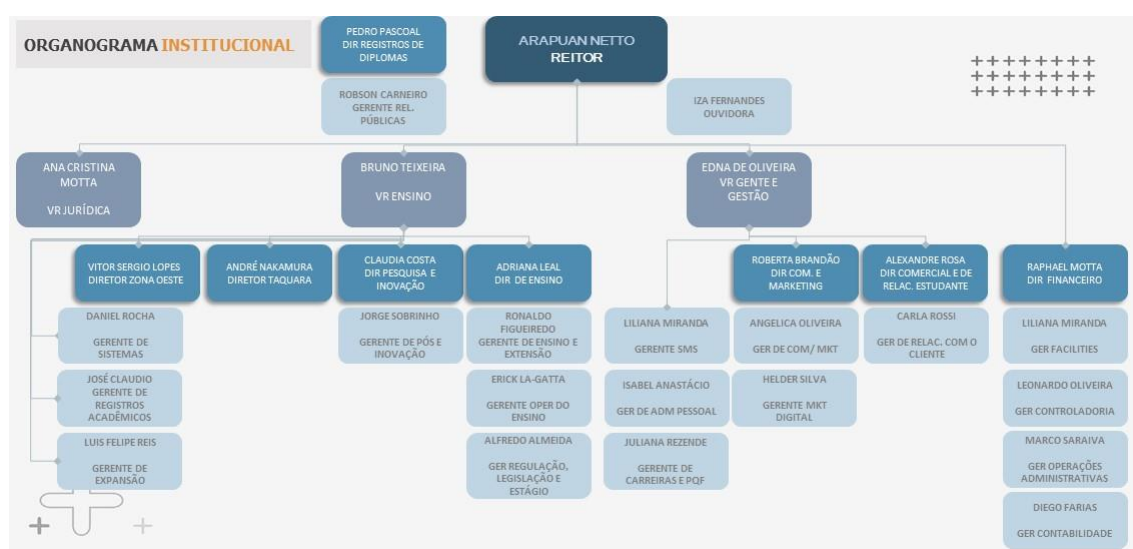 ORGANOGRAMA INSTITUCIONAL
PEDRO PASCOAL
DIR REGISTROS DE
DIPLOMAS
ARAPUAN NETTO
REITOR
ROBSON CARNEIRO
GERENTE REL.
PÚBLICAS
IZA FERNANDES
OUVIDORA
ANA CRISTINA
MOTTA
VR JURÍDICA
BRUNO TEIXEIRA
VR ENSINO
EDNA DE OLIVEIRA
VR GENTE E
GESTÃO
VITOR SERGIO LOPES
DIRETOR ZONA OESTE
ANDRÉ NAKAMURA
DIRETOR TAQUARA
CLAUDIA COSTA
DIR PESQUISA E
INOVAÇÃO
ADRIANA LEAL
DIR DE ENSINO
ROBERTA BRANDÃO
DIR COM. E
MARKETING
ALEXANDRE ROSA
DIR COMERCIAL E DE
RELAC. ESTUDANTE
RAPHAEL MOTTA
DIR FINANCEIRO
DANIEL ROCHA
GERENTE DE
SISTEMAS
JORGE SOBRINHO
GERENTE DE PÓS E
INOVAÇÃO
RONALDO
FIGUEIREDO
GERENTE DE ENSINO E
EXTENSÃO
LILIANA MIRANDA
GERENTE SMS
ANGELICA OLIVEIRA
GER DE COM/ MKT
CARLA ROSSI
GER DE RELAC. COM O
CLIENTE
LILIANA MIRANDA
GER FACILITIES
JOSÉ CLAUDIO
GERENTE DE
REGISTROS
ACADÊMICOS
ERICK LA-GATTA
GERENTE OPER DO
ENSINO
ISABEL ANASTÁCIO
GER DE ADM PESSOAL
HELDER SILVA
GERENTE MKT
DIGITAL
LEONARDO OLIVEIRA
GER CONTROLADORIA
LUIS FELIPE REIS
GERENTE DE
EXPANSÃO
ALFREDO ALMEIDA
GER REGULAÇÃO,
LEGISLAÇÃO E
ESTÁGIO
JULIANA REZENDE
GERENTE DE
CARREIRAS E PQF
MARCO SARAIVA
GER OPERAÇÕES
ADMINISTRATIVAS
DIEGO FARIAS
GER CONTABILIDADE